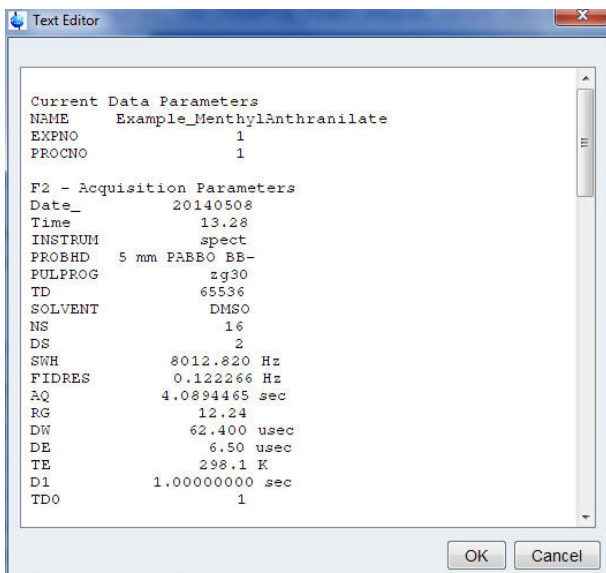 Text Editor
Current Data Parameters
NAME Example_MenthylAnthranilate
EXPNO 1
PROCNO 1
F2 - Acquisition Parameters
Date_ 20140508
Time 13.28
INSTRUM spect
PROBHD 5 mm PABBO BB-
PULPROG zg30
TD 65536
SOLVENT DMSO
NS 16
DS 2
SWH 8012.820 Hz
FIDRES 0.122266 Hz
AQ 4.0894465 sec
RG 12.24
DW 62.400 usec
DE 6.50 usec
TE 298.1 K
D1 1.00000000 sec
TD0 1
OK Cancel